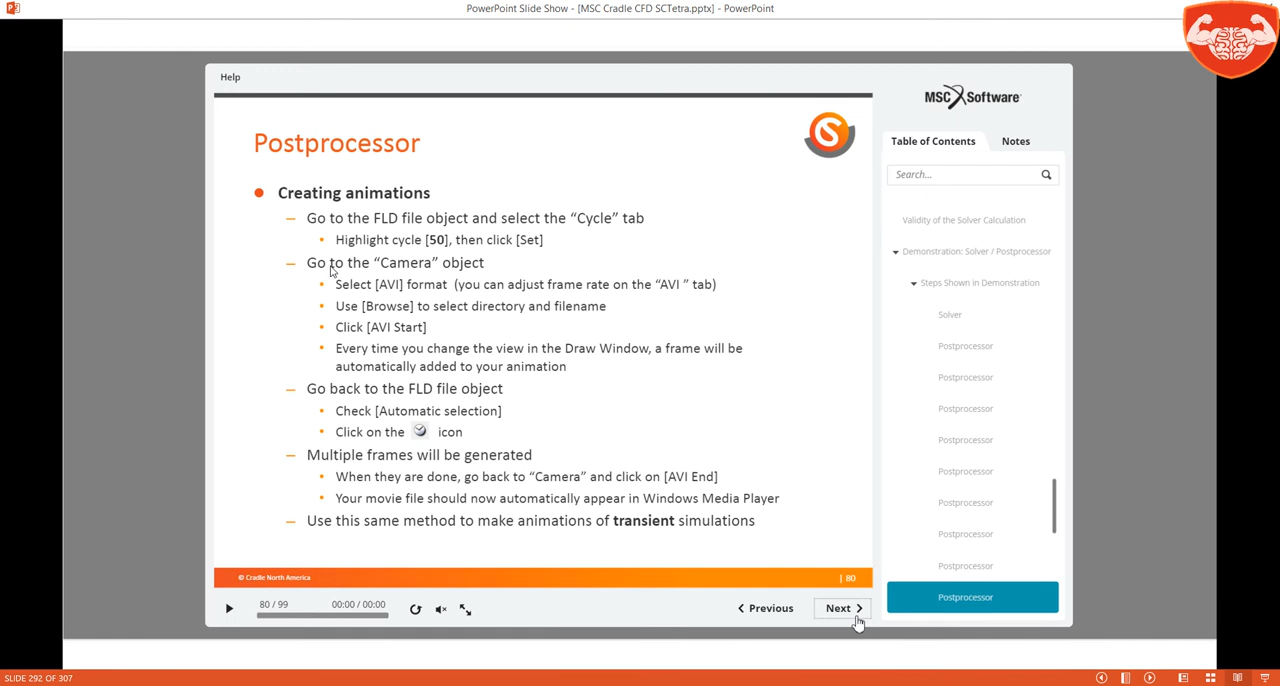 PowerPoint Slide Show - [MSC Cradle CFD SCTetra.pptx] - PowerPoint
Help
MSC Software
Table of Contents
Notes
Search...
Validity of the Solver Calculation
Demonstration: Solver / Postprocessor
Steps Shown in Demonstration
Solver
Postprocessor
Postprocessor
Postprocessor
Postprocessor
Postprocessor
Postprocessor
Postprocessor
Postprocessor
Postprocessor
Postprocessor
Creating animations
– Go to the FLD file object and select the “Cycle” tab
• Highlight cycle [50], then click [Set]
– Go to the “Camera” object
• Select [AVI] format (you can adjust frame rate on the “AVI ” tab)
• Use [Browse] to select directory and filename
• Click [AVI Start]
• Every time you change the view in the Draw Window, a frame will be
automatically added to your animation
– Go back to the FLD file object
• Check [Automatic selection]
• Click on the icon
– Multiple frames will be generated
• When they are done, go back to “Camera” and click on [AVI End]
• Your movie file should now automatically appear in Windows Media Player
– Use this same method to make animations of transient simulations
© Cradle North America
| 80
80 / 99
00:00 / 00:00
Previous
Next
SLIDE 292 OF 307